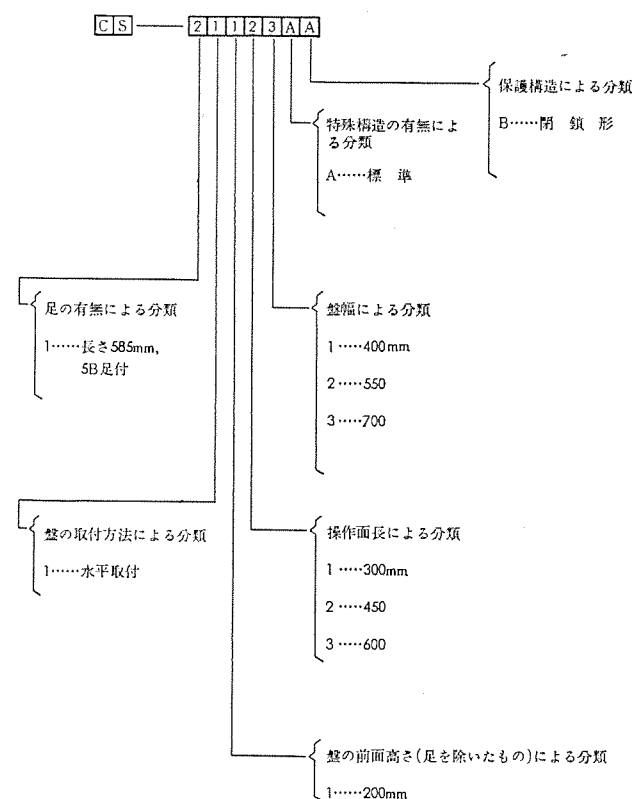 CS—21123AA
保護構造による分類
B……閉 鎖 形
特殊構造の有無によ
る分類
A……標 準
足の有無による分類
1……長さ585mm,
5B足付
盤幅による分類
1……400mm
2……550
3……700
盤の取付方法による分類
1……水平取付
操作面長による分類
1……300mm
2……450
3……600
盤の前面高さ(足を除いたもの)による分類
1……200mm